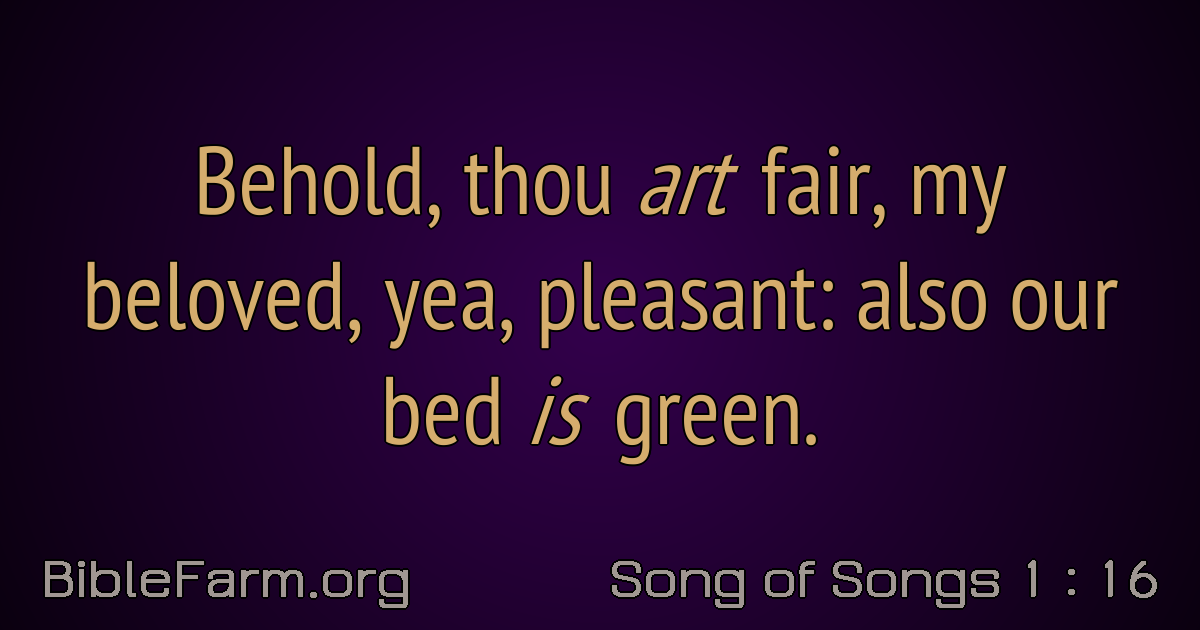 Behold, thou art fair, my
beloved, yea, pleasant: also our
bed is green.
BibleFarm.org
Song of Songs 1 : 16